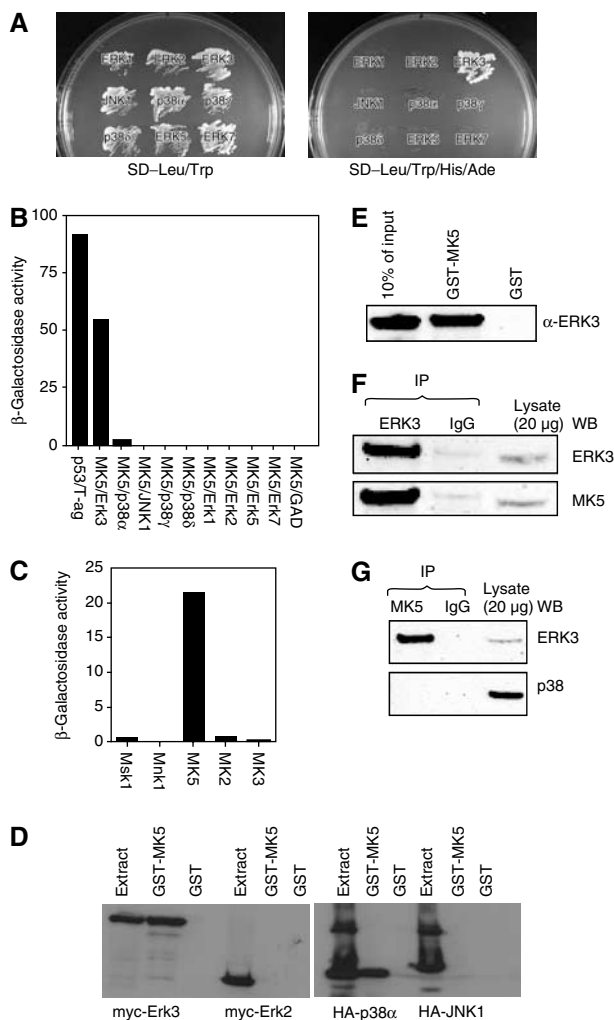 A
ERK1 ERK2 ERK3
JNK1 p38α p38γ
p38δ ERK5 ERK7
SD–Leu/Trp
ERK1 ERK2 ERK3
JNK1 p38α p38γ
p38δ ERK5 ERK7
SD–Leu/Trp/His/Ade
B
β-Galactosidase activity
100
75
50
25
0
p53/T-ag
MK5/Erk3
MK5/p38α
MK5/JNK1
MK5/p38γ
MK5/p38δ
MK5/Erk1
MK5/Erk2
MK5/Erk5
MK5/Erk7
MK5/GAD
E
10% of input
GST-MK5
GST
α-ERK3
F
IP
ERK3 IgG Lysate (20 µg) WB
ERK3
MK5
C
β-Galactosidase activity
25
20
15
10
5
0
Msk1
Mnk1
MK5
MK2
MK3
G
IP
MK5 IgG Lysate (20 µg) WB
ERK3
p38
D
Extract
GST-MK5
GST
Extract
GST-MK5
GST
Extract
GST-MK5
GST
Extract
GST-MK5
GST
myc-Erk3 myc-Erk2 HA-p38α HA-JNK1